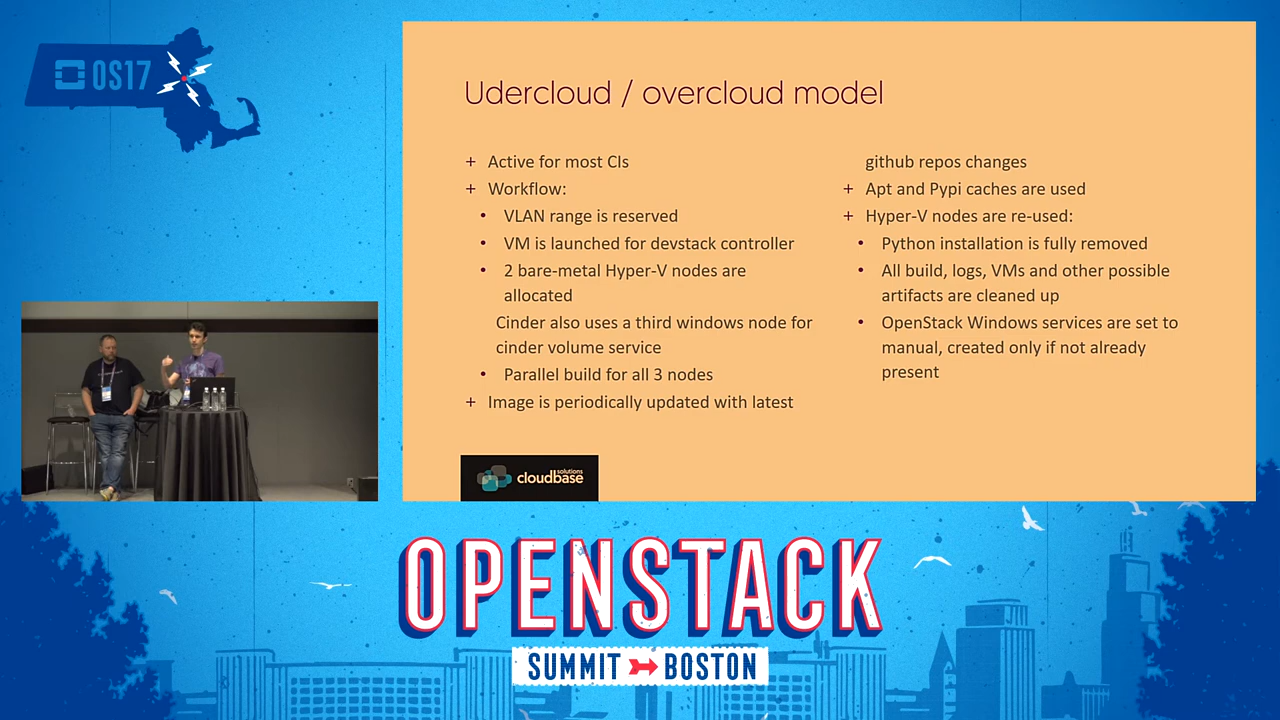 OS17
Udercloud / overcloud model
+ Active for most CIs
+ Workflow:
• VLAN range is reserved
• VM is launched for devstack controller
• 2 bare-metal Hyper-V nodes are
allocated
Cinder also uses a third windows node for
cinder volume service
• Parallel build for all 3 nodes
+ Image is periodically updated with latest
github repos changes
+ Apt and Pypi caches are used
+ Hyper-V nodes are re-used:
• Python installation is fully removed
• All build, logs, VMs and other possible
artifacts are cleaned up
• OpenStack Windows services are set to
manual, created only if not already
present
cloudbase
solutions
OPENSTACK
SUMMIT BOSTON